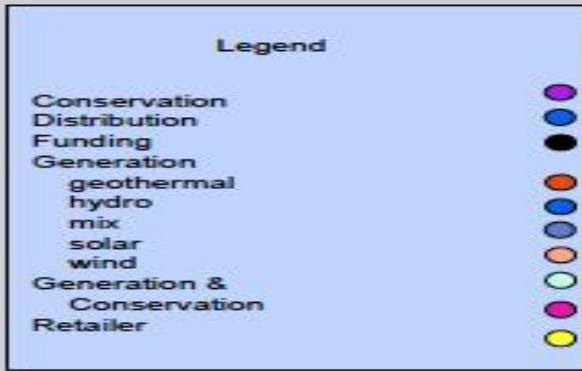 Legend
Conservation
Distribution
Funding
Generation
geothermal
hydro
mix
solar
wind
Generation &
Conservation
Retailer